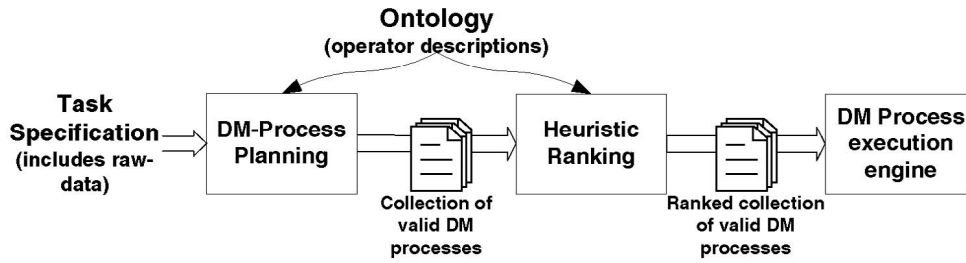 Ontology
(operator descriptions)
Task
Specification
(includes raw-
data)
DM-Process
Planning
Collection of
valid DM
processes
Heuristic
Ranking
Ranked collection
of valid DM
processes
DM Process
execution
engine